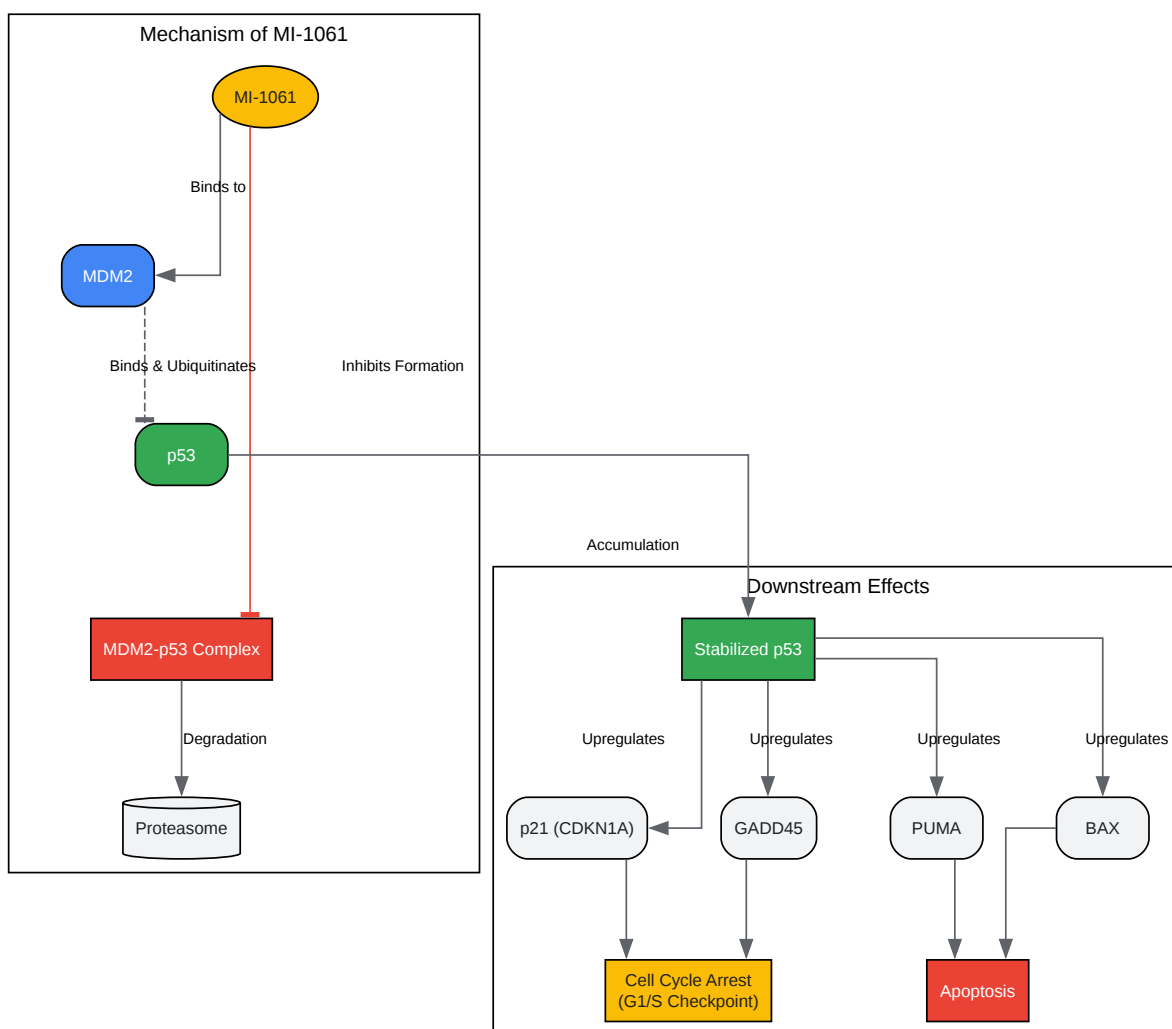 Mechanism of MI-1061
MI-1061
Binds to
MDM2
Binds & Ubiquitinates
Inhibits Formation
p53
Accumulation
Downstream Effects
MDM2-p53 Complex
Stabilized p53
Degradation
Upregulates
Upregulates
Upregulates
Upregulates
Proteasome
p21 (CDKN1A)
GADD45
PUMA
BAX
Cell Cycle Arrest
(G1/S Checkpoint)
Apoptosis